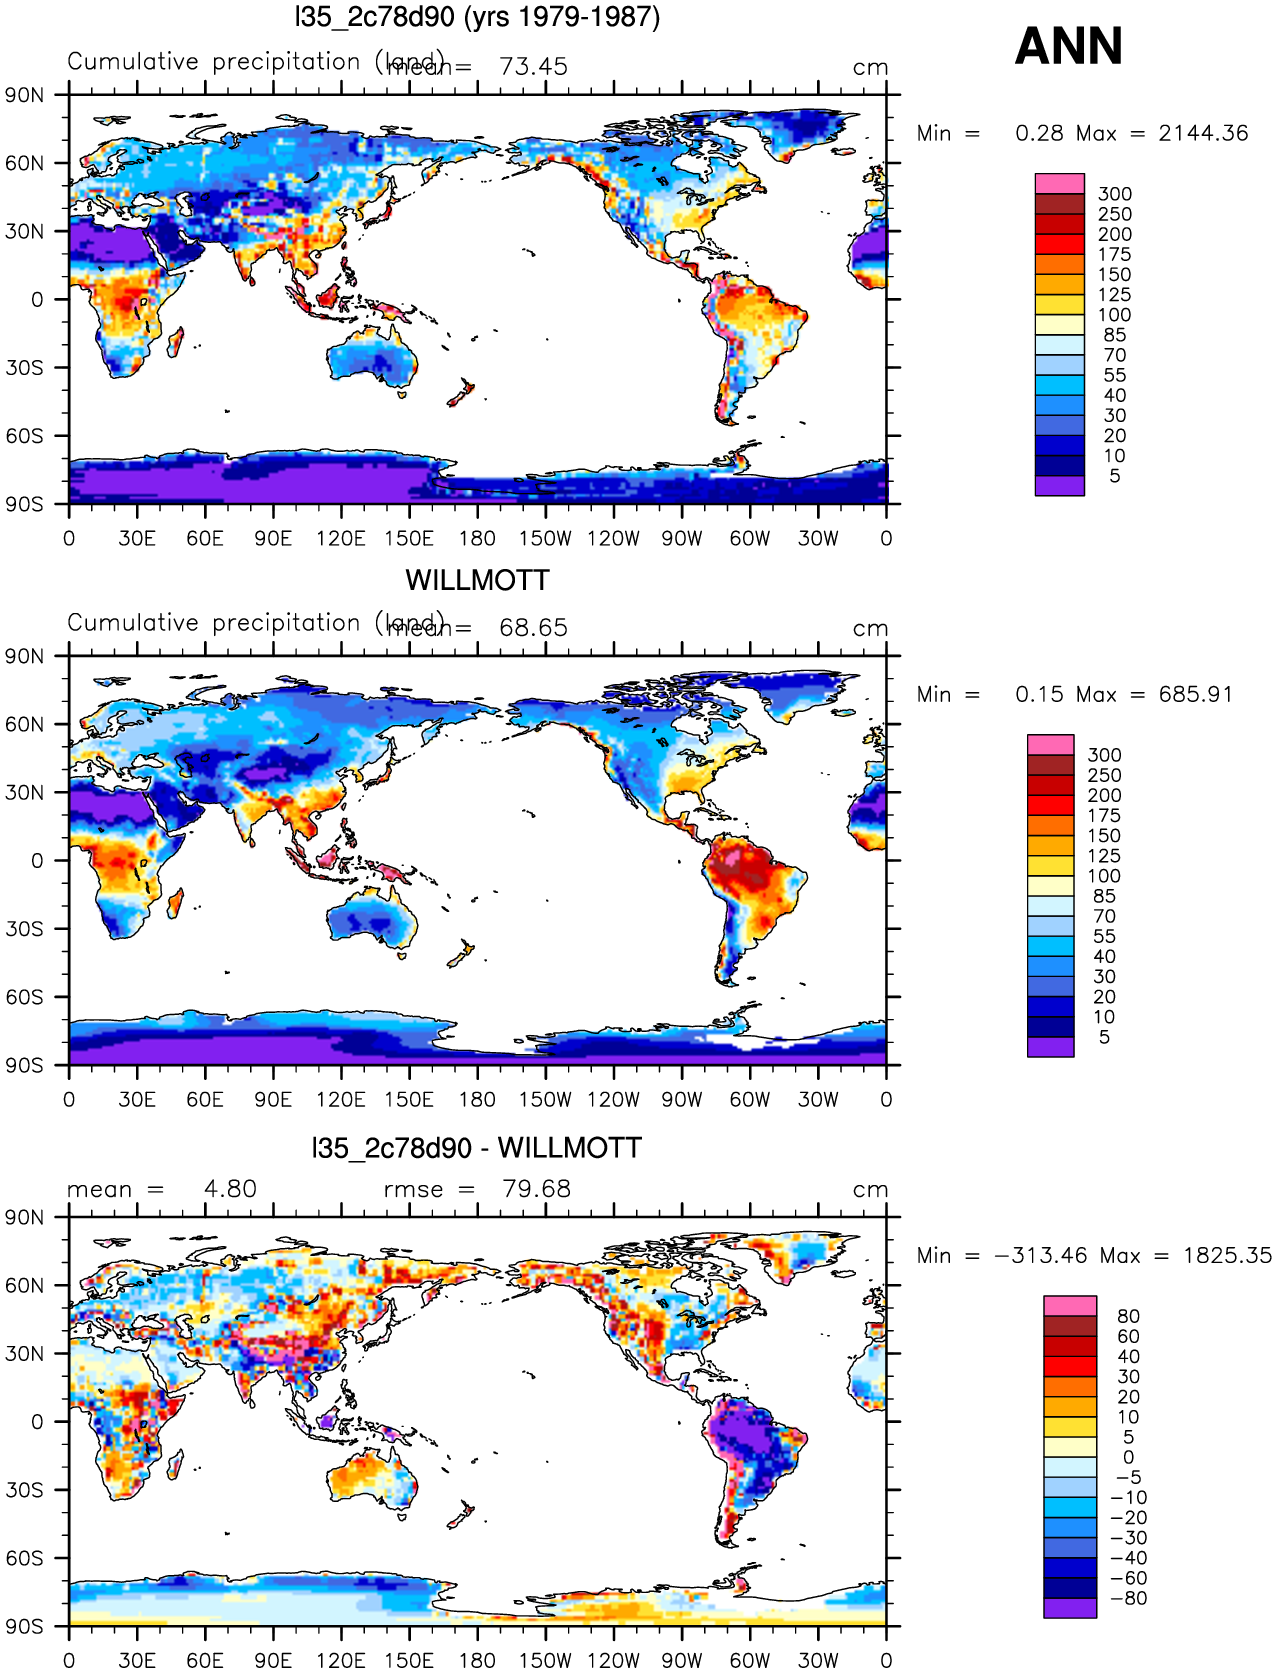 l35_2c78d90 (yrs 1979-1987)
ANN
Cumulative precipitation (land) mean= 73.45 cm
Min = 0.28 Max = 2144.36
90N
60N
30N
0
30S
60S
90S
0 30E 60E 90E 120E 150E 180 150W 120W 90W 60W 30W 0
300
250
200
175
150
125
100
85
70
55
40
30
20
10
5
WILLMOTT
Cumulative precipitation (land) mean= 68.65 cm
Min = 0.15 Max = 685.91
90N
60N
30N
0
30S
60S
90S
0 30E 60E 90E 120E 150E 180 150W 120W 90W 60W 30W 0
300
250
200
175
150
125
100
85
70
55
40
30
20
10
5
l35_2c78d90 - WILLMOTT
mean = 4.80 rmse = 79.68 cm
Min = −313.46 Max = 1825.35
90N
60N
30N
0
30S
60S
90S
0 30E 60E 90E 120E 150E 180 150W 120W 90W 60W 30W 0
80
60
40
30
20
10
5
0
−5
−10
−20
−30
−40
−60
−80